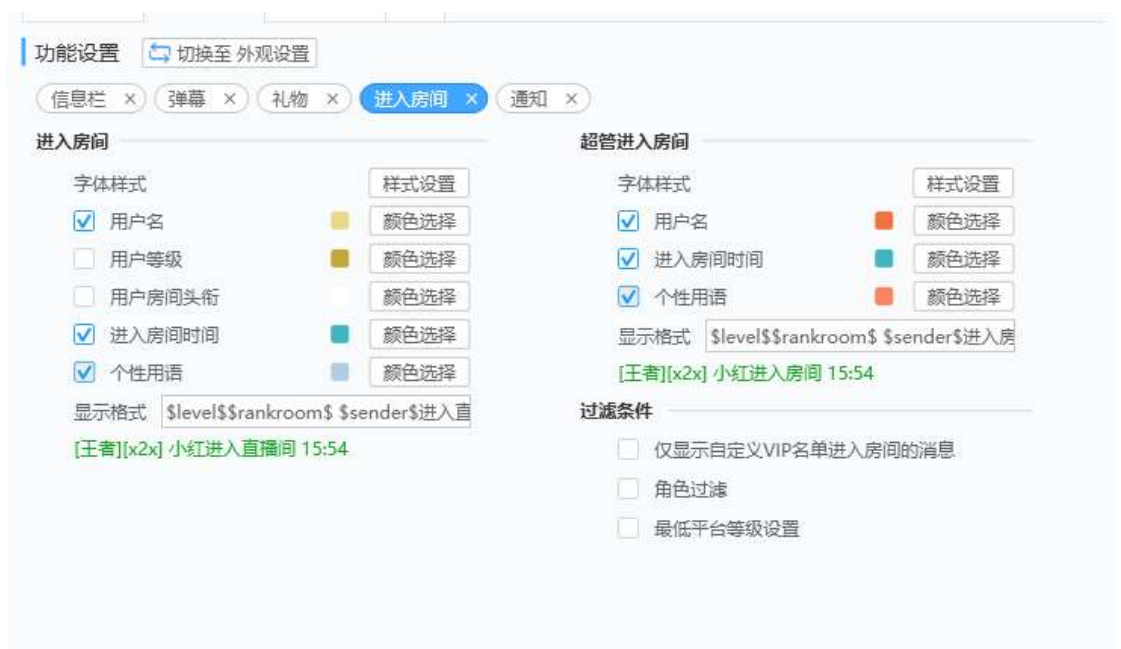 功能设置 切换至 外观设置
信息栏 × 弹幕 × 礼物 × 进入房间 × 通知 ×
进入房间
字体样式 样式设置
用户名 颜色选择
用户等级 颜色选择
用户房间头衔 颜色选择
进入房间时间 颜色选择
个性用语 颜色选择
显示格式 $level$$rankroom$ $sender$进入直
[王者][x2x] 小红进入直播间 15:54
超管进入房间
字体样式 样式设置
用户名 颜色选择
进入房间时间 颜色选择
个性用语 颜色选择
显示格式 $level$$rankroom$ $sender$进入房
[王者][x2x] 小红进入房间 15:54
过滤条件
仅显示自定义VIP名单进入房间的消息
角色过滤
最低平台等级设置